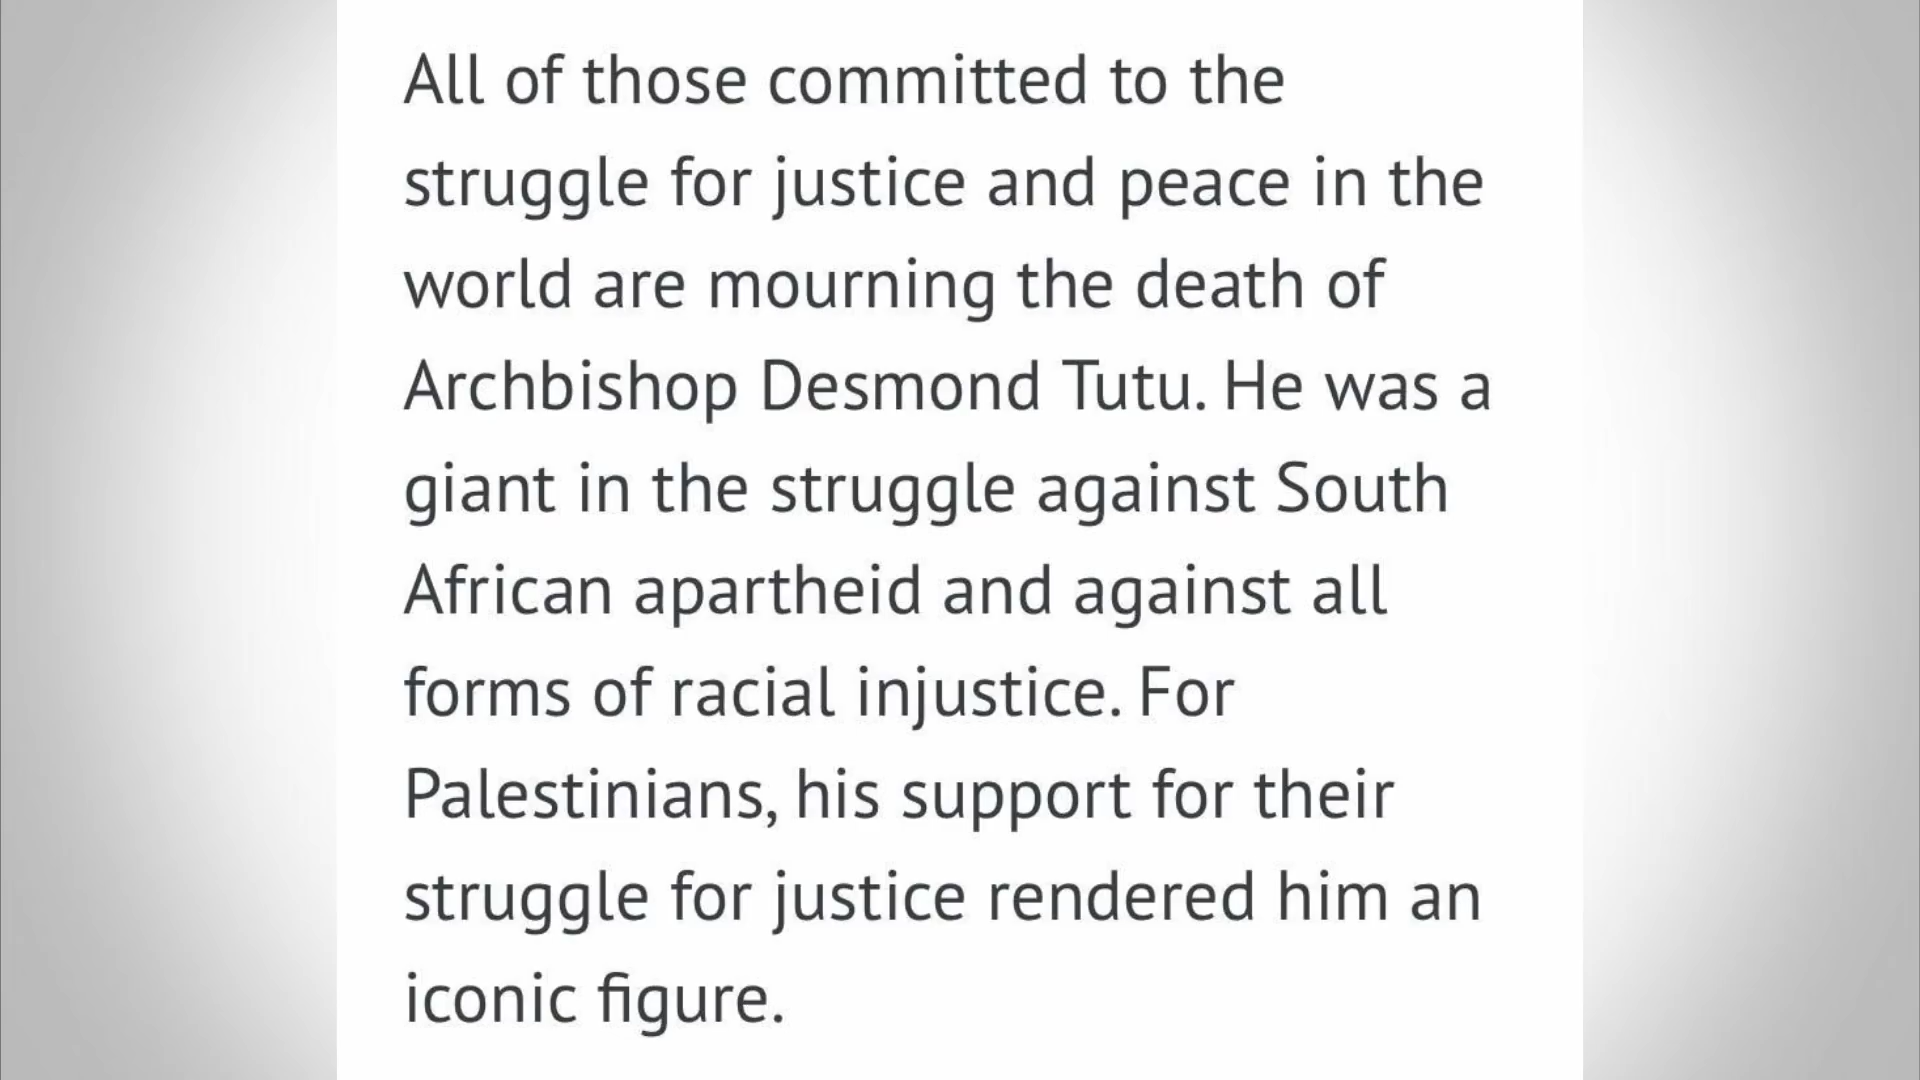 All of those committed to the
struggle for justice and peace in the
world are mourning the death of
Archbishop Desmond Tutu. He was a
giant in the struggle against South
African apartheid and against all
forms of racial injustice. For
Palestinians, his support for their
struggle for justice rendered him an
iconic figure.